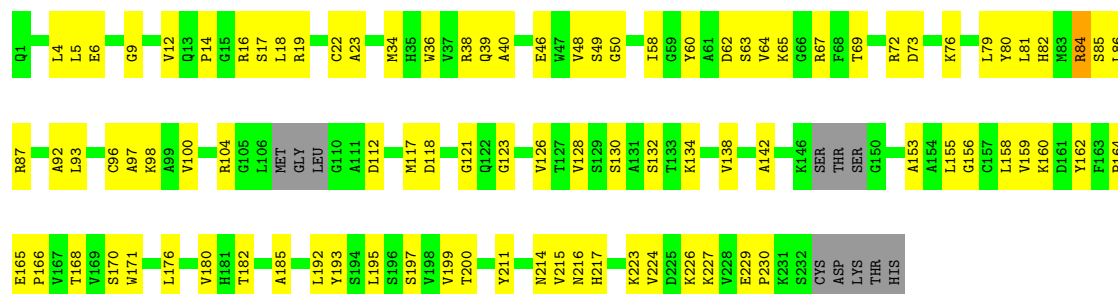 Q1 L4 L5 E6 G9 V12 Q13 P14 G15 R16 S17 L18 R19 C22 A23 M34 H35 W36 V37 R38 Q39 A40 E46 W47 V48 S49 G50 I58 G59 Y60 A61 D62 S63 V64 K65 G66 R67 F68 T69 R72 D73 K76 L79 Y80 L81 H82 M83 R84 S85 L86
R87 A92 L93 C96 A97 K98 A99 V100 R104 G105 L106 MET GLY LEU G110 A111 D112 M117 D118 G121 Q122 G123 V126 T127 V128 S129 S130 A131 S132 T133 K134 V138 A142 K146 SER THR SER G150 A153 A154 L155 G156 C157 L158 V159 K160 D161 Y162 F163 P164
E165 P166 V167 T168 V169 S170 W171 L176 V180 H181 T182 A185 L192 Y193 S194 L195 S196 S197 V198 V199 T200 Y211 N214 V215 N216 H217 K223 V224 D225 K226 K227 V228 E229 P230 K231 S232 CYS ASP LYS THR HIS